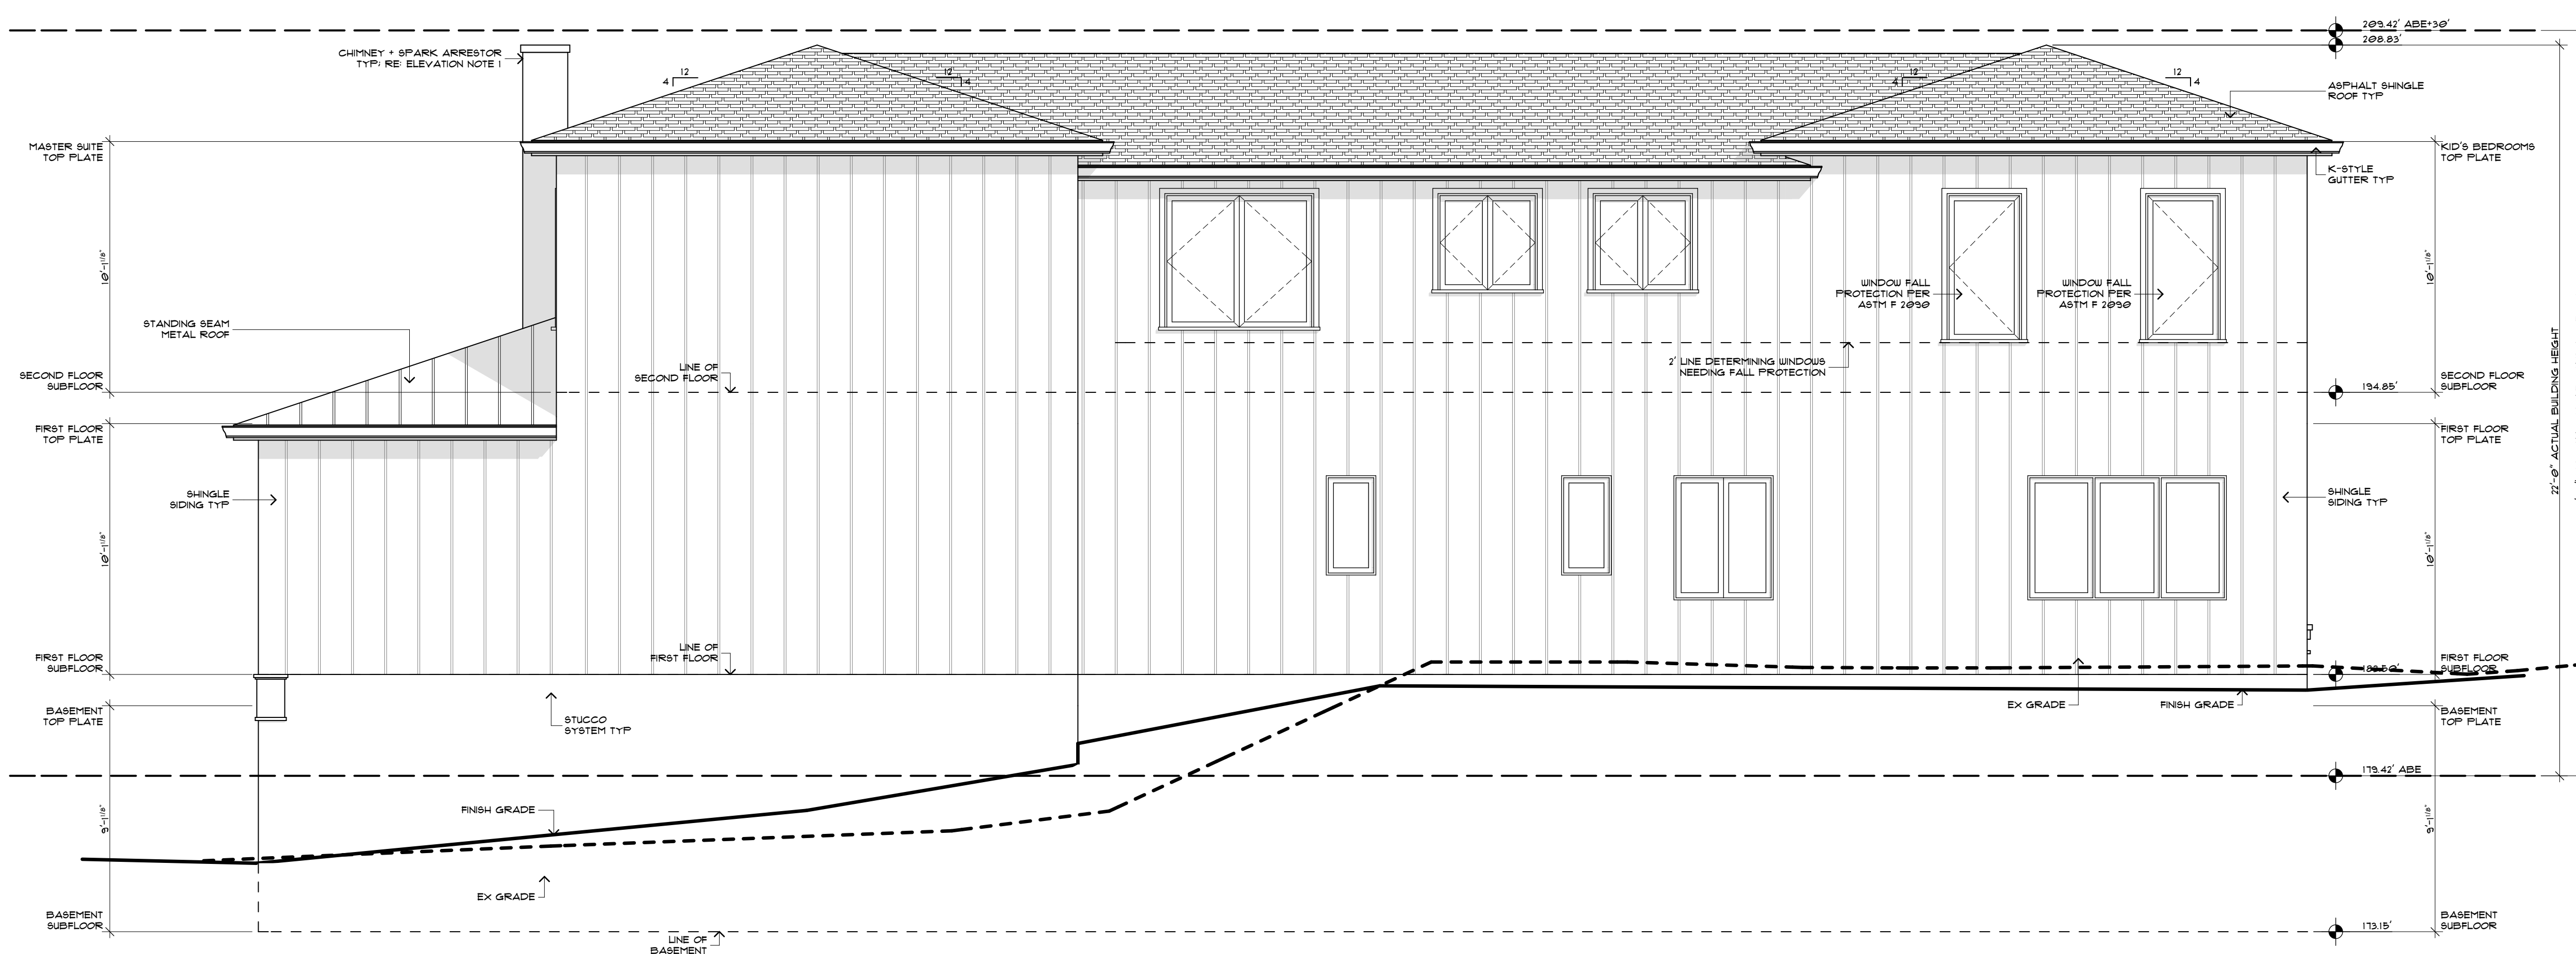 209.42' ABE+30'
208.83'
CHIMNEY + SPARK ARRESTOR
TYP; RE: ELEVATION NOTE 1
12
4
12
4
12
4
12
4
ASPHALT SHINGLE
ROOF TYP
MASTER SUITE
TOP PLATE
KID'S BEDROOMS
TOP PLATE
K-STYLE
GUTTER TYP
10'-1 1/8"
10'-1 1/8"
WINDOW FALL
PROTECTION PER
ASTM F 2090
WINDOW FALL
PROTECTION PER
ASTM F 2090
STANDING SEAM
METAL ROOF
2' LINE DETERMINING WINDOWS
NEEDING FALL PROTECTION
LINE OF
SECOND FLOOR
SECOND FLOOR
SUBFLOOR
194.85'
SECOND FLOOR
SUBFLOOR
22'-0" ACTUAL BUILDING HEIGHT
FIRST FLOOR
TOP PLATE
FIRST FLOOR
TOP PLATE
SHINGLE
SIDING TYP
SHINGLE
SIDING TYP
10'-1 1/8"
10'-1 1/8"
LINE OF
FIRST FLOOR
FIRST FLOOR
SUBFLOOR
FIRST FLOOR
SUBFLOOR
EX GRADE
FINISH GRADE
BASEMENT
TOP PLATE
STUCCO
SYSTEM TYP
BASEMENT
TOP PLATE
179.42' ABE
FINISH GRADE
9'-1 1/8"
9'-1 1/8"
EX GRADE
BASEMENT
SUBFLOOR
LINE OF
BASEMENT
173.15'
BASEMENT
SUBFLOOR